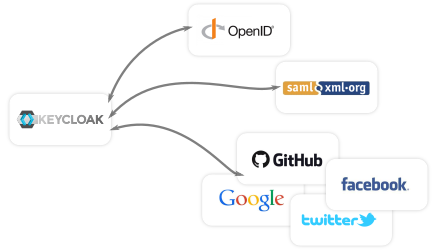 OpenID®
saml xml.org
KEYCLOAK
GitHub
Google
facebook.
twitter